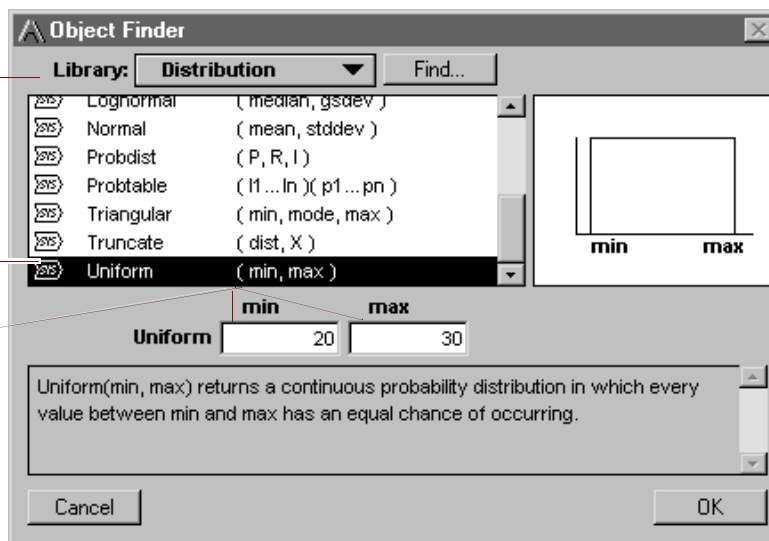 Object Finder
Library: Distribution Find...
Lognormal ( median, gsdev )
Normal ( mean, stddev )
Probdist ( P, R, I )
Probtable ( I1...In )( p1...pn )
Triangular ( min, mode, max )
Truncate ( dist, X )
Uniform ( min, max )
min max
min max
Uniform 20 30
Uniform(min, max) returns a continuous probability distribution in which every
value between min and max has an equal chance of occurring.
Cancel OK